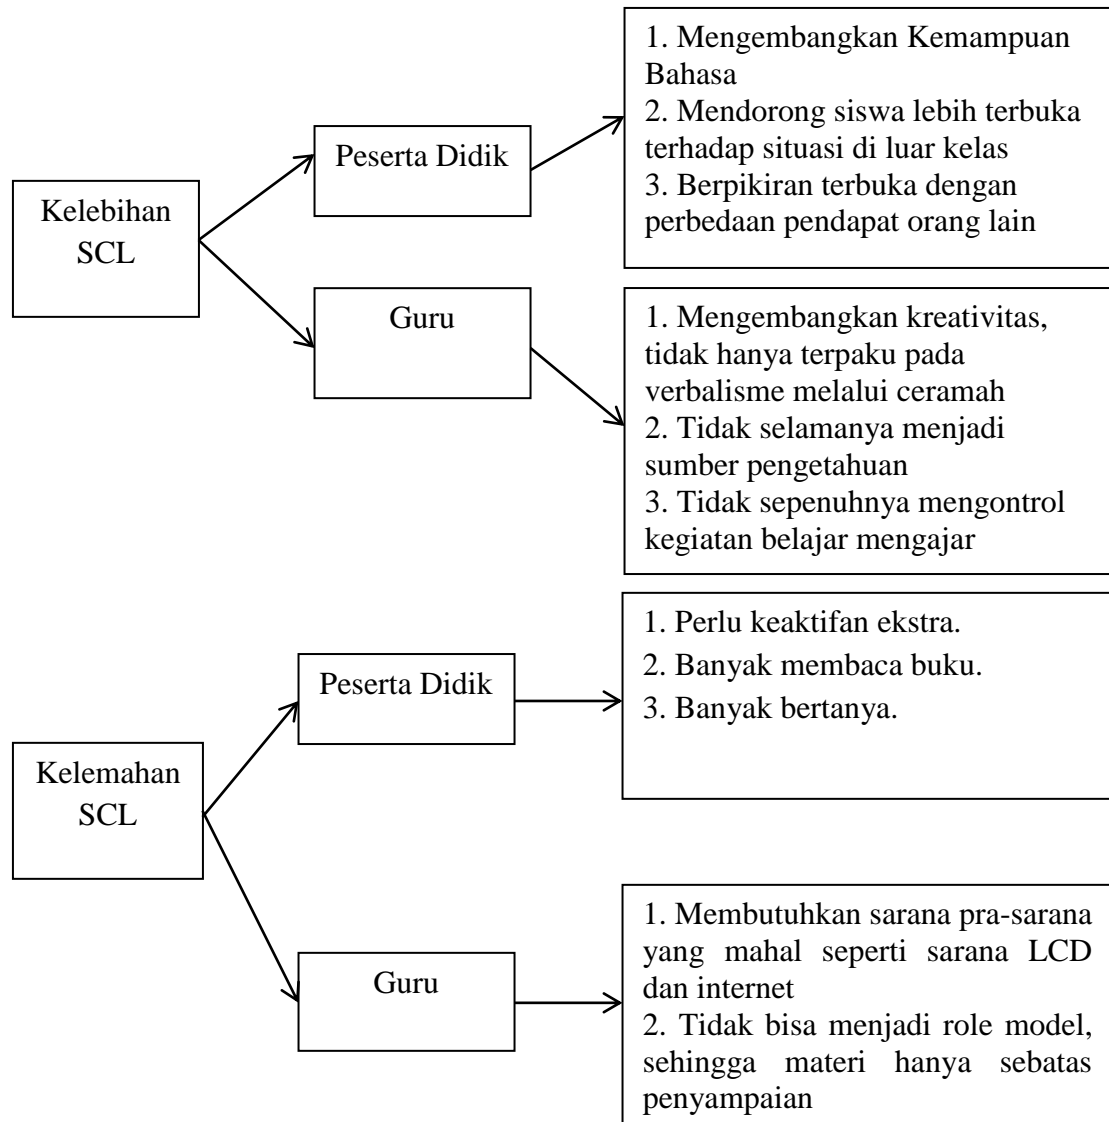 Kelebihan
SCL
Peserta Didik
1. Mengembangkan Kemampuan
Bahasa
2. Mendorong siswa lebih terbuka
terhadap situasi di luar kelas
3. Berpikiran terbuka dengan
perbedaan pendapat orang lain
Guru
1. Mengembangkan kreativitas,
tidak hanya terpaku pada
verbalisme melalui ceramah
2. Tidak selamanya menjadi
sumber pengetahuan
3. Tidak sepenuhnya mengontrol
kegiatan belajar mengajar
Kelemahan
SCL
Peserta Didik
1. Perlu keaktifan ekstra.
2. Banyak membaca buku.
3. Banyak bertanya.
Guru
1. Membutuhkan sarana pra-sarana
yang mahal seperti sarana LCD
dan internet
2. Tidak bisa menjadi role model,
sehingga materi hanya sebatas
penyampaian